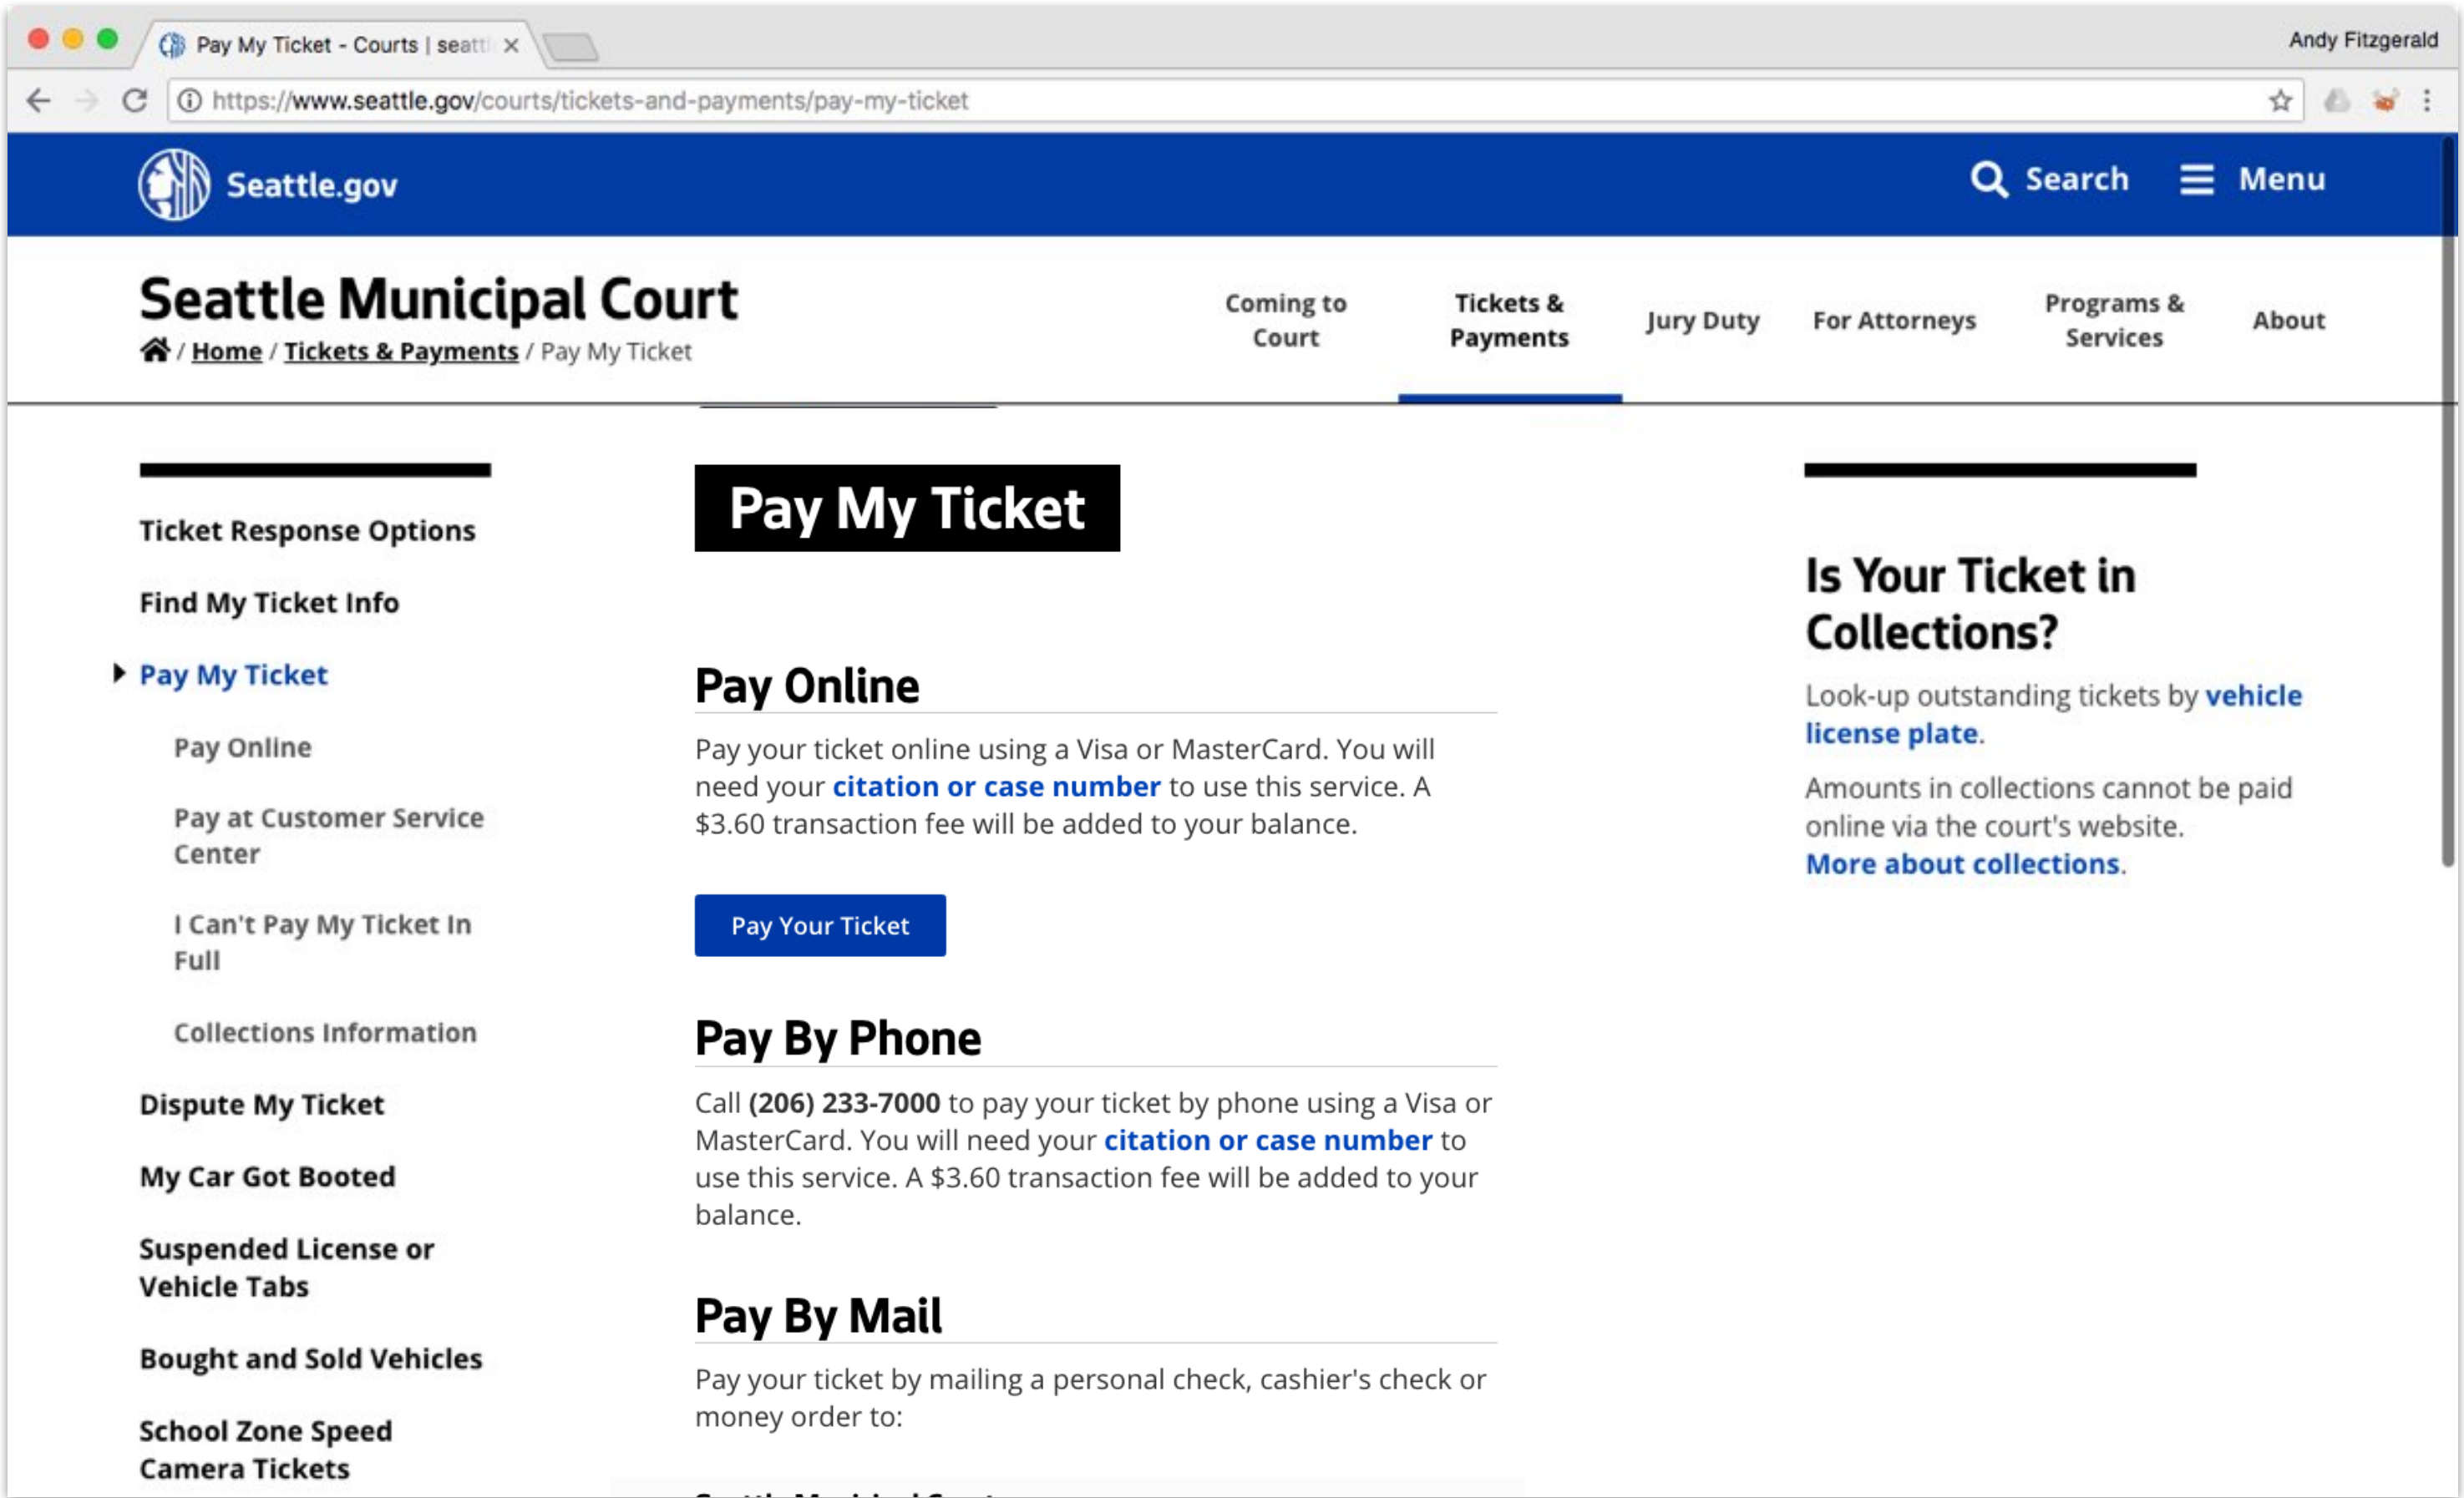 Pay My Ticket - Courts | seattl
Andy Fitzgerald
https://www.seattle.gov/courts/tickets-and-payments/pay-my-ticket
Seattle.gov
Search
Menu
Seattle Municipal Court
/ Home / Tickets & Payments / Pay My Ticket
Coming to
Court
Tickets &
Payments
Jury Duty
For Attorneys
Programs &
Services
About
Ticket Response Options
Find My Ticket Info
Pay My Ticket
Pay Online
Pay at Customer Service
Center
I Can't Pay My Ticket In
Full
Collections Information
Dispute My Ticket
My Car Got Booted
Suspended License or
Vehicle Tabs
Bought and Sold Vehicles
School Zone Speed
Camera Tickets
Pay My Ticket
Pay Online
Pay your ticket online using a Visa or MasterCard. You will
need your citation or case number to use this service. A
$3.60 transaction fee will be added to your balance.
Pay Your Ticket
Pay By Phone
Call (206) 233-7000 to pay your ticket by phone using a Visa or
MasterCard. You will need your citation or case number to
use this service. A $3.60 transaction fee will be added to your
balance.
Pay By Mail
Pay your ticket by mailing a personal check, cashier's check or
money order to:
Is Your Ticket in
Collections?
Look-up outstanding tickets by vehicle
license plate.
Amounts in collections cannot be paid
online via the court's website.
More about collections.